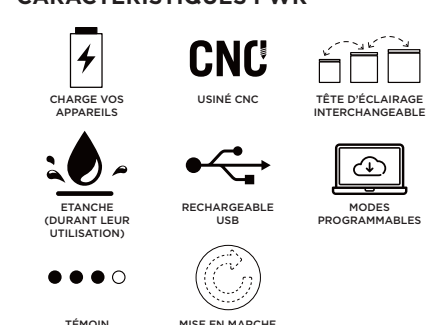 CARACTÉRISTIQUES PWR
CNC
CHARGE VOS
APPAREILS
USINÉ CNC
TÊTE D'ÉCLAIRAGE
INTERCHANGEABLE
ETANCHE
(DURANT LEUR
UTILISATION)
RECHARGEABLE
USB
MODES
PROGRAMMABLES
TÉMOIN
MISE EN MARCHE